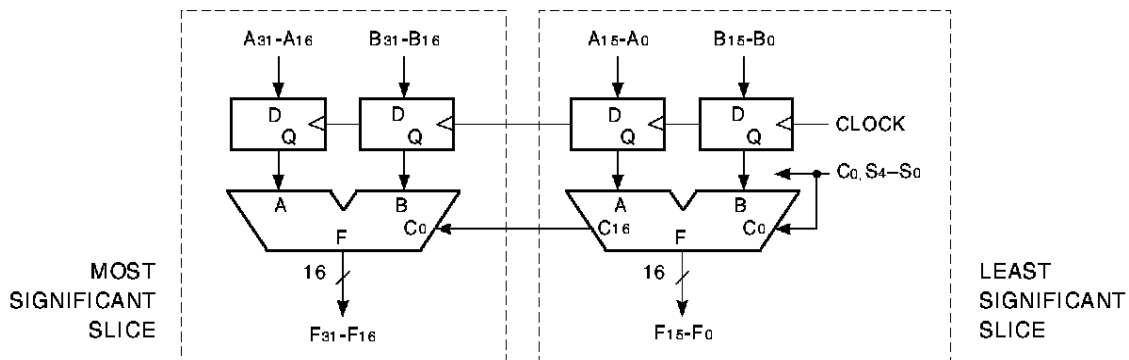 A31-A16 B31-B16 A15-A0 B15-B0
D D D D
Q Q Q Q
CLOCK
C0, S4–S0
A B A B
C0 C16 C0
F F
16 16
MOST
SIGNIFICANT
SLICE
LEAST
SIGNIFICANT
SLICE
F31-F16 F15-F0